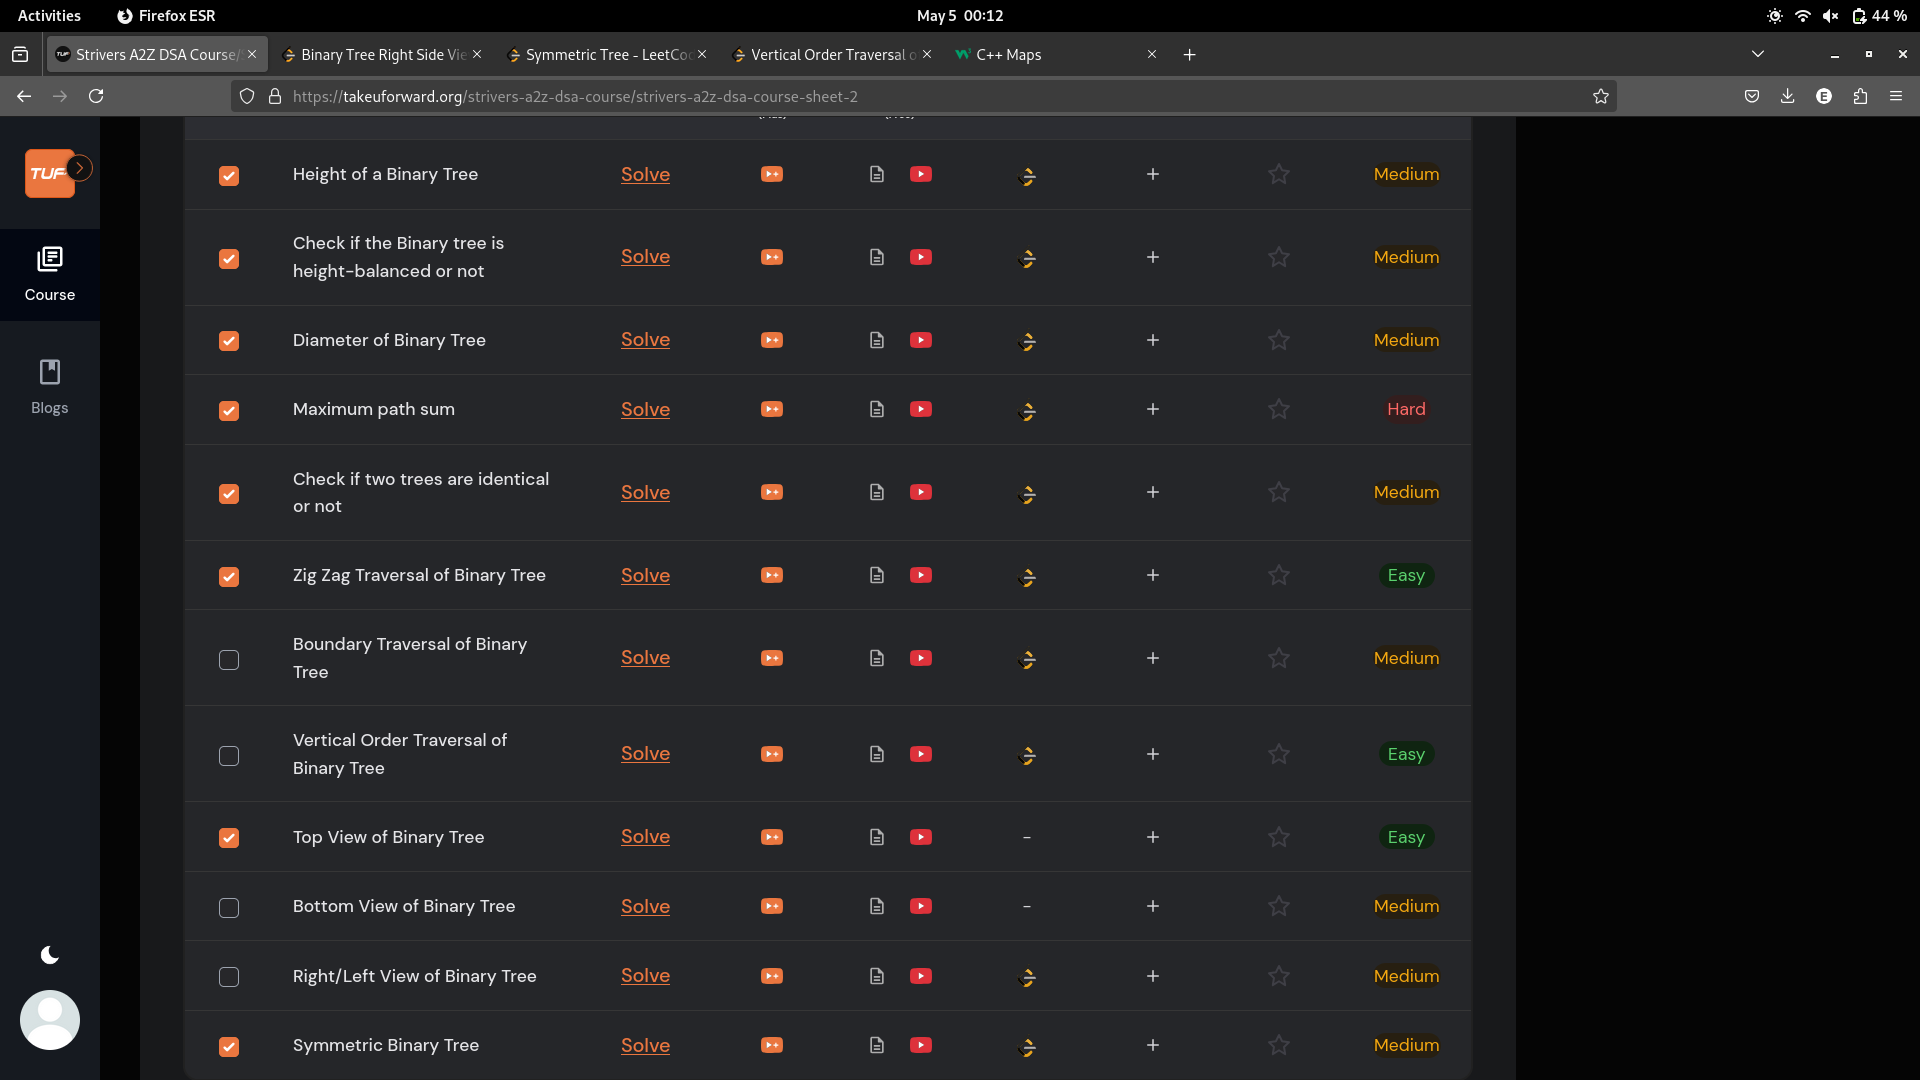 Activities Firefox ESR May 5 00:12 44 %
Strivers A2Z DSA Course/ Binary Tree Right Side Vie Symmetric Tree - LeetCo Vertical Order Traversal o C++ Maps
https://takeuforward.org/strivers-a2z-dsa-course/strivers-a2z-dsa-course-sheet-2 E
TUF
Course
Blogs
Height of a Binary Tree Solve + Medium
Check if the Binary tree is
height-balanced or not Solve + Medium
Diameter of Binary Tree Solve + Medium
Maximum path sum Solve + Hard
Check if two trees are identical
or not Solve + Medium
Zig Zag Traversal of Binary Tree Solve + Easy
Boundary Traversal of Binary
Tree Solve + Medium
Vertical Order Traversal of
Binary Tree Solve + Easy
Top View of Binary Tree Solve - + Easy
Bottom View of Binary Tree Solve - + Medium
Right/Left View of Binary Tree Solve + Medium
Symmetric Binary Tree Solve + Medium